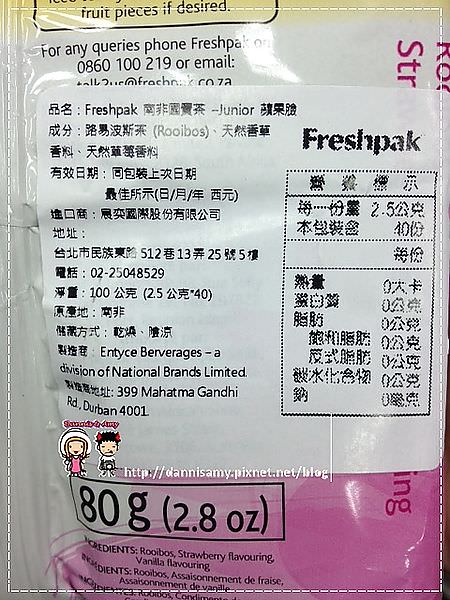 fruit pieces if desired.
For any queries phone Freshpak on
0860 100 219 or email:
talk2us@freshpak.co.za
品名：Freshpak 南非國寶茶 --Junior 蘋果臉
成分：路易波斯茶 (Rooibos)、天然香草
香料、天然草莓香料
有效日期：同包裝上次日期
最佳所示(日/月/年 西元)
進口商：展奕國際股份有限公司
地址：
台北市民族東路 512 巷 13 弄 25 號 5 樓
電話：02-25048529
淨重：100 公克 (2.5 公克*40)
原產地：南非
儲藏方式：乾燥、陰涼
製造商：Entyce Berverages – a
division of National Brands Limited.
製造商地址: 399 Mahatma Gandhi
Rd., Durban 4001.
Freshpak
營養標示
每一份量 2.5公克
本包裝含 40份
每份
熱量 0大卡
蛋白質 0公克
脂肪 0公克
飽和脂肪 0公克
反式脂肪 0公克
碳水化合物 0公克
鈉 0毫克
Dannis & Amy
http://dannisamy.pixnet.net/blog
80 g (2.8 oz)
INGREDIENTS: Rooibos, Strawberry flavouring,
Vanilla flavouring
INGRÉDIENTS: Rooibos, Assaisonnement de fraise,
Assaisonnement de vanille
Rooibos, Condimento de